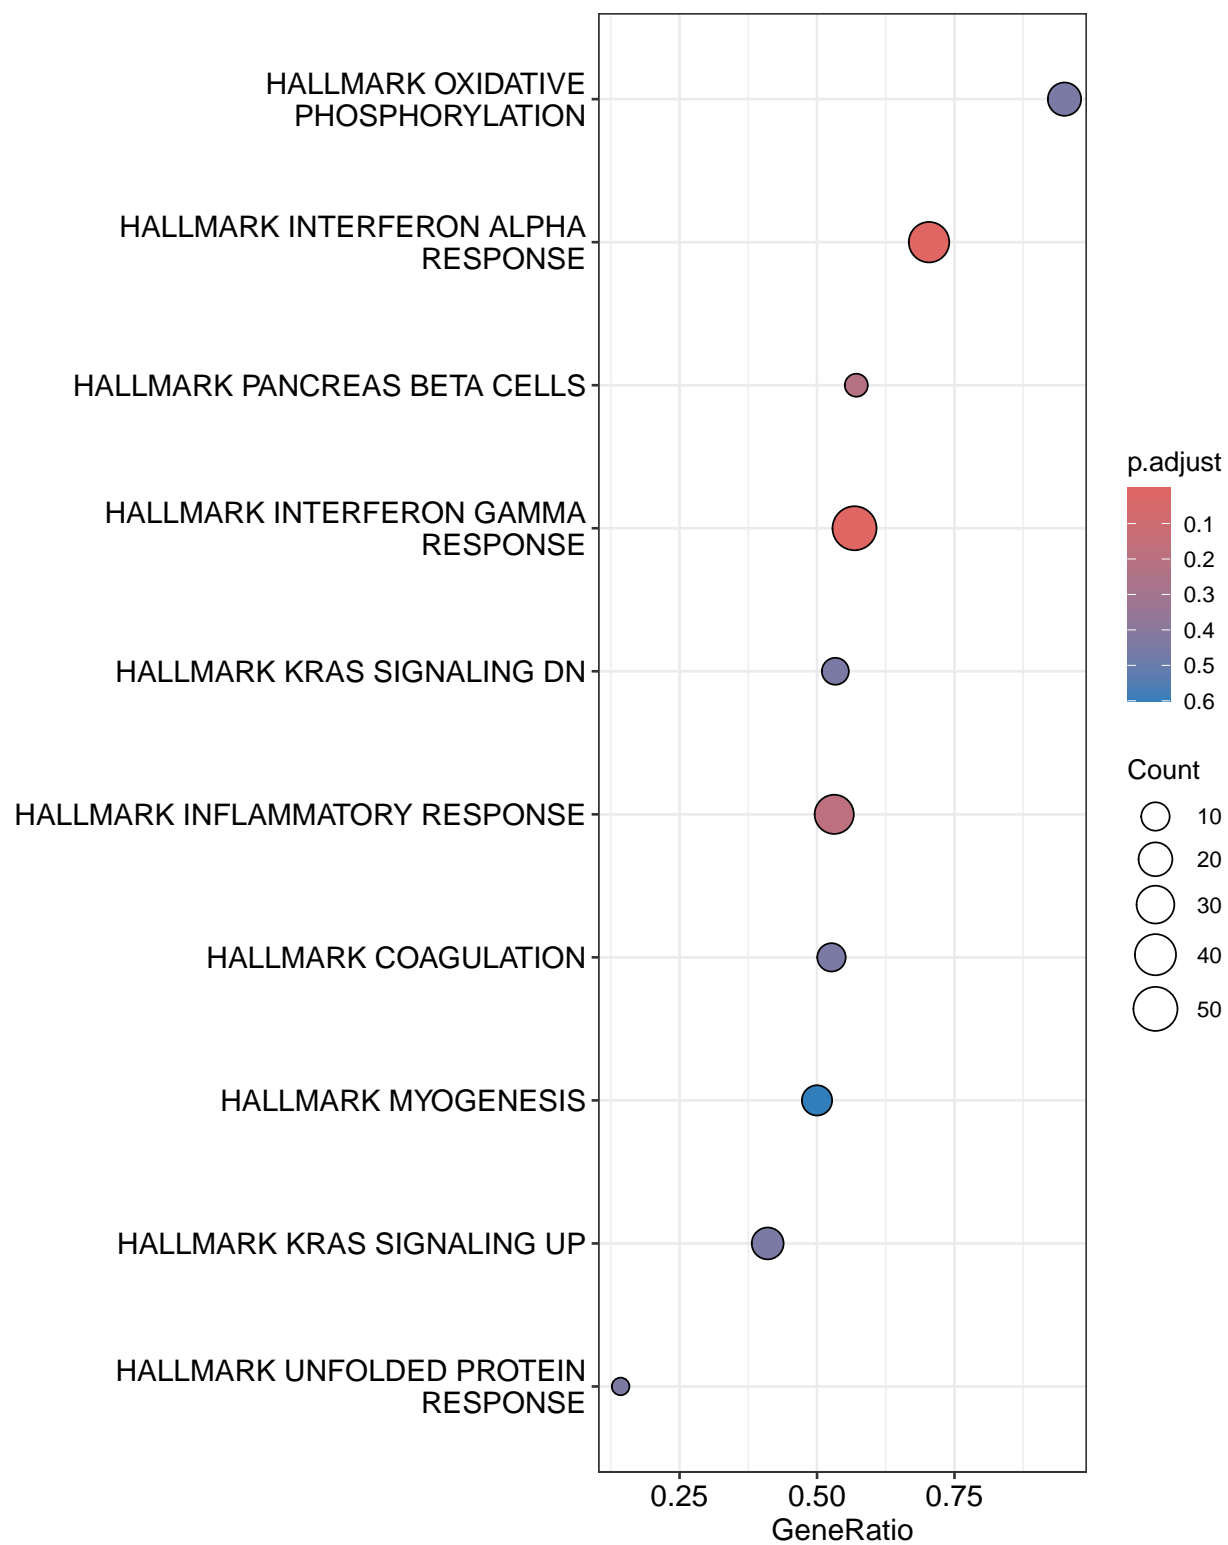 HALLMARK OXIDATIVE
PHOSPHORYLATION
HALLMARK INTERFERON ALPHA
RESPONSE
HALLMARK PANCREAS BETA CELLS
HALLMARK INTERFERON GAMMA
RESPONSE
HALLMARK KRAS SIGNALING DN
HALLMARK INFLAMMATORY RESPONSE
HALLMARK COAGULATION
HALLMARK MYOGENESIS
HALLMARK KRAS SIGNALING UP
HALLMARK UNFOLDED PROTEIN
RESPONSE
0.25 0.50 0.75
GeneRatio
p.adjust
0.1
0.2
0.3
0.4
0.5
0.6
Count
10
20
30
40
50